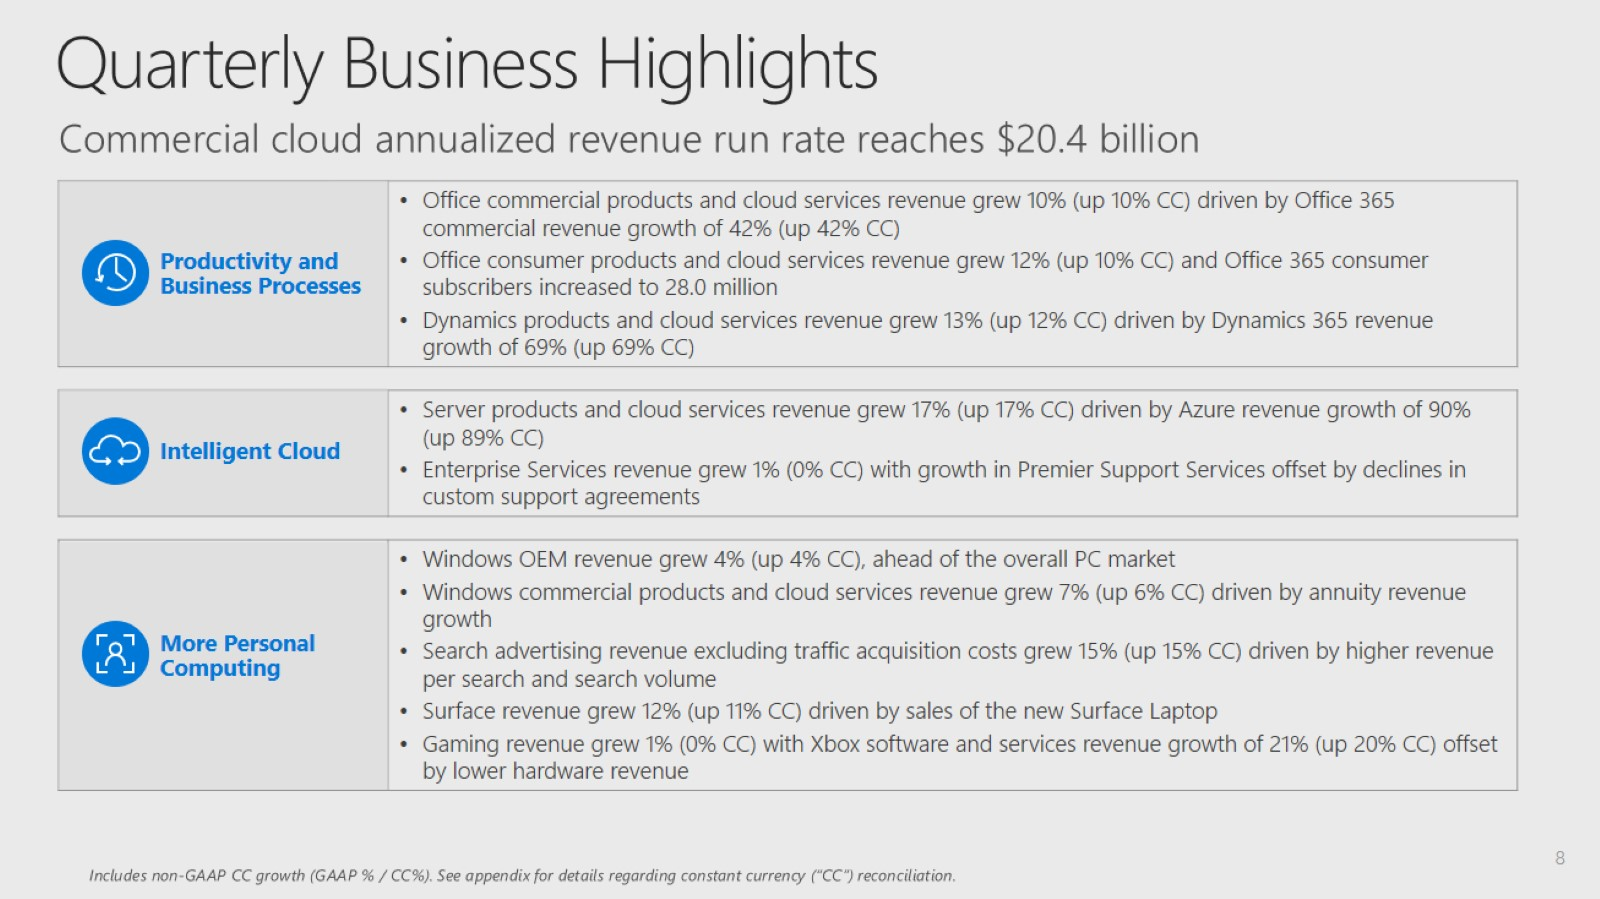 Quarterly Business Highlights
Commercial cloud annualized revenue run rate reaches $20.4 billion
Productivity and
Business Processes
• Office commercial products and cloud services revenue grew 10% (up 10% CC) driven by Office 365
commercial revenue growth of 42% (up 42% CC)
• Office consumer products and cloud services revenue grew 12% (up 10% CC) and Office 365 consumer
subscribers increased to 28.0 million
• Dynamics products and cloud services revenue grew 13% (up 12% CC) driven by Dynamics 365 revenue
growth of 69% (up 69% CC)
Intelligent Cloud
• Server products and cloud services revenue grew 17% (up 17% CC) driven by Azure revenue growth of 90%
(up 89% CC)
• Enterprise Services revenue grew 1% (0% CC) with growth in Premier Support Services offset by declines in
custom support agreements
More Personal
Computing
• Windows OEM revenue grew 4% (up 4% CC), ahead of the overall PC market
• Windows commercial products and cloud services revenue grew 7% (up 6% CC) driven by annuity revenue
growth
• Search advertising revenue excluding traffic acquisition costs grew 15% (up 15% CC) driven by higher revenue
per search and search volume
• Surface revenue grew 12% (up 11% CC) driven by sales of the new Surface Laptop
• Gaming revenue grew 1% (0% CC) with Xbox software and services revenue growth of 21% (up 20% CC) offset
by lower hardware revenue
8
Includes non-GAAP CC growth (GAAP % / CC%). See appendix for details regarding constant currency ("CC") reconciliation.